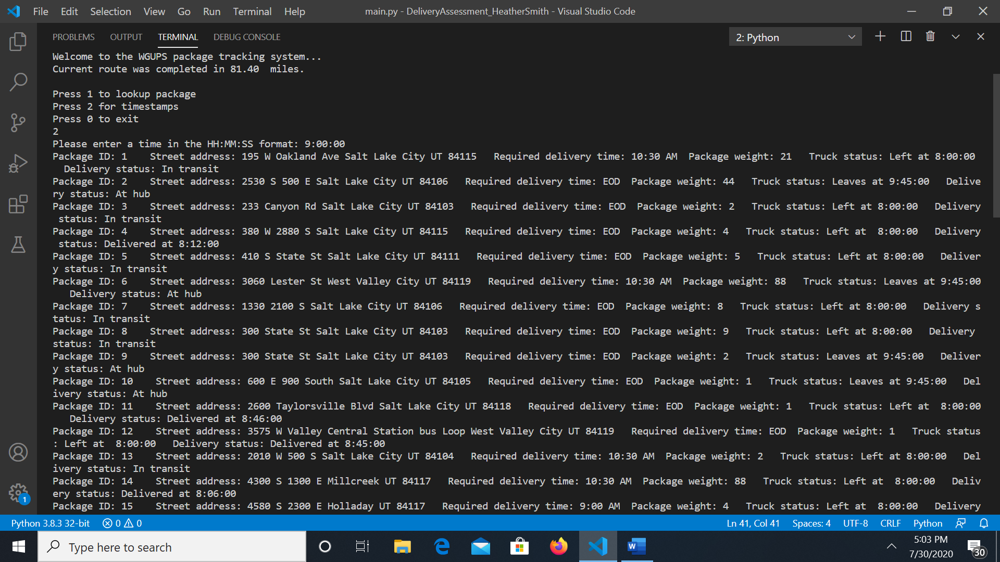 File Edit Selection View Go Run Terminal Help main.py - DeliveryAssessment_HeatherSmith - Visual Studio Code
PROBLEMS OUTPUT TERMINAL DEBUG CONSOLE 2: Python
Welcome to the WGUPS package tracking system...
Current route was completed in 81.40  miles.
Press 1 to lookup package
Press 2 for timestamps
Press 0 to exit
2
Please enter a time in the HH:MM:SS format: 9:00:00
Package ID: 1    Street address: 195 W Oakland Ave Salt Lake City UT 84115   Required delivery time: 10:30 AM  Package weight: 21   Truck status: Left at 8:00:00
  Delivery status: In transit
Package ID: 2    Street address: 2530 S 500 E Salt Lake City UT 84106   Required delivery time: EOD  Package weight: 44   Truck status: Leaves at 9:45:00   Delive
ry status: At hub
Package ID: 3    Street address: 233 Canyon Rd Salt Lake City UT 84103   Required delivery time: EOD  Package weight: 2   Truck status: Left at 8:00:00   Delivery
 status: In transit
Package ID: 4    Street address: 380 W 2880 S Salt Lake City UT 84115   Required delivery time: EOD  Package weight: 4   Truck status: Left at  8:00:00   Delivery
 status: Delivered at 8:12:00
Package ID: 5    Street address: 410 S State St Salt Lake City UT 84111   Required delivery time: EOD  Package weight: 5   Truck status: Left at 8:00:00   Deliver
y status: In transit
Package ID: 6    Street address: 3060 Lester St West Valley City UT 84119   Required delivery time: 10:30 AM  Package weight: 88   Truck status: Leaves at 9:45:00
   Delivery status: At hub
Package ID: 7    Street address: 1330 2100 S Salt Lake City UT 84106   Required delivery time: EOD  Package weight: 8   Truck status: Left at 8:00:00   Delivery s
tatus: In transit
Package ID: 8    Street address: 300 State St Salt Lake City UT 84103   Required delivery time: EOD  Package weight: 9   Truck status: Left at 8:00:00   Delivery
status: In transit
Package ID: 9    Street address: 300 State St Salt Lake City UT 84103   Required delivery time: EOD  Package weight: 2   Truck status: Leaves at 9:45:00   Deliver
y status: At hub
Package ID: 10    Street address: 600 E 900 South Salt Lake City UT 84105   Required delivery time: EOD  Package weight: 1   Truck status: Leaves at 9:45:00   Del
ivery status: At hub
Package ID: 11    Street address: 2600 Taylorsville Blvd Salt Lake City UT 84118   Required delivery time: EOD  Package weight: 1   Truck status: Left at  8:00:00
   Delivery status: Delivered at 8:46:00
Package ID: 12    Street address: 3575 W Valley Central Station bus Loop West Valley City UT 84119   Required delivery time: EOD  Package weight: 1   Truck status
: Left at  8:00:00   Delivery status: Delivered at 8:45:00
Package ID: 13    Street address: 2010 W 500 S Salt Lake City UT 84104   Required delivery time: 10:30 AM  Package weight: 2   Truck status: Left at 8:00:00   Del
ivery status: In transit
Package ID: 14    Street address: 4300 S 1300 E Millcreek UT 84117   Required delivery time: 10:30 AM  Package weight: 88   Truck status: Left at  8:00:00   Deliv
ery status: Delivered at 8:06:00
Package ID: 15    Street address: 4580 S 2300 E Holladay UT 84117   Required delivery time: 9:00 AM  Package weight: 4   Truck status: Left at  8:00:00   Delivery
1
Python 3.8.3 32-bit 0 0 Ln 41, Col 41 Spaces: 4 UTF-8 CRLF Python
Type here to search
W
5:03 PM
7/30/2020
30